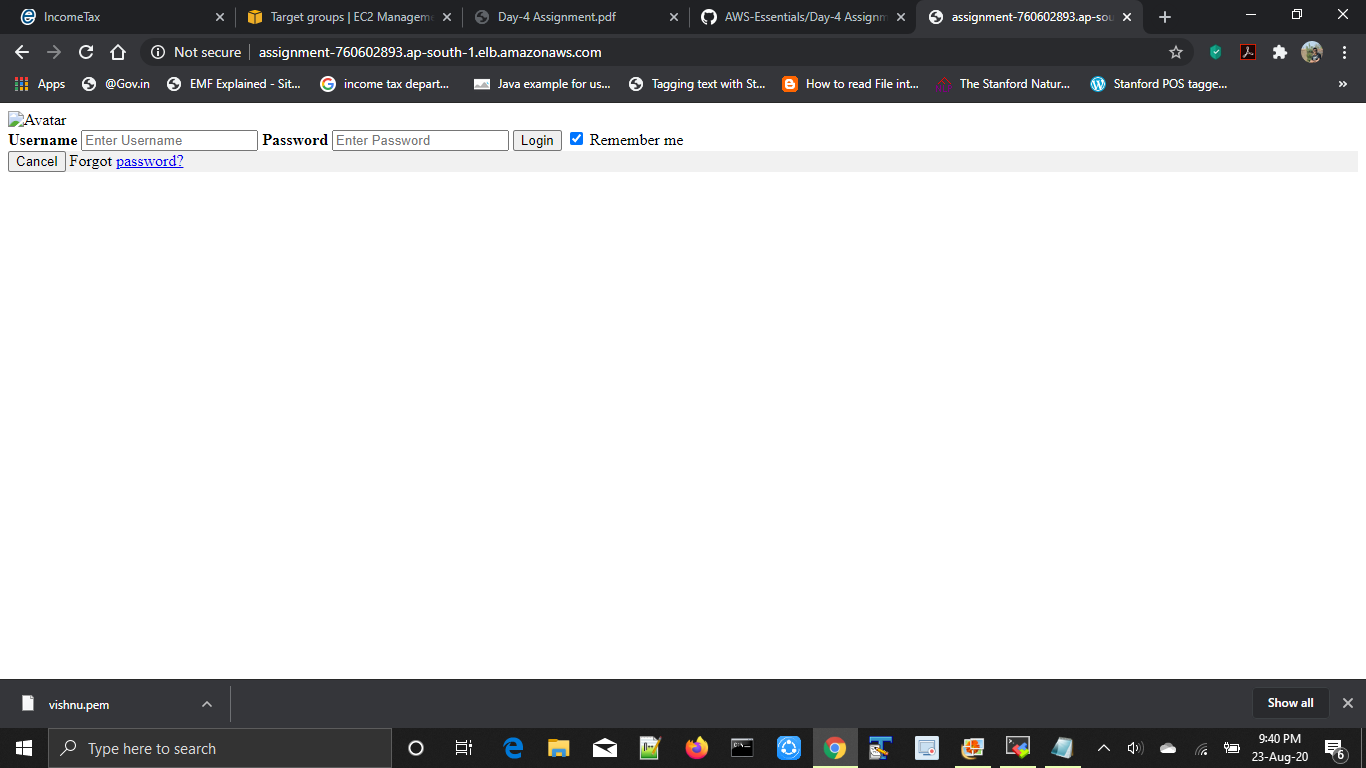 IncomeTax Target groups | EC2 Manageme Day-4 Assignment.pdf AWS-Essentials/Day-4 Assignm assignment-760602893.ap-sou
Not secure assignment-760602893.ap-south-1.elb.amazonaws.com
Apps @Gov.in EMF Explained - Sit... income tax depart... Java example for us... Tagging text with St... How to read File int... The Stanford Natur... Stanford POS tagge... »
Avatar
Username Enter Username Password Enter Password Login Remember me
Cancel Forgot password?
vishnu.pem Show all
Type here to search
9:40 PM
23-Aug-20
6